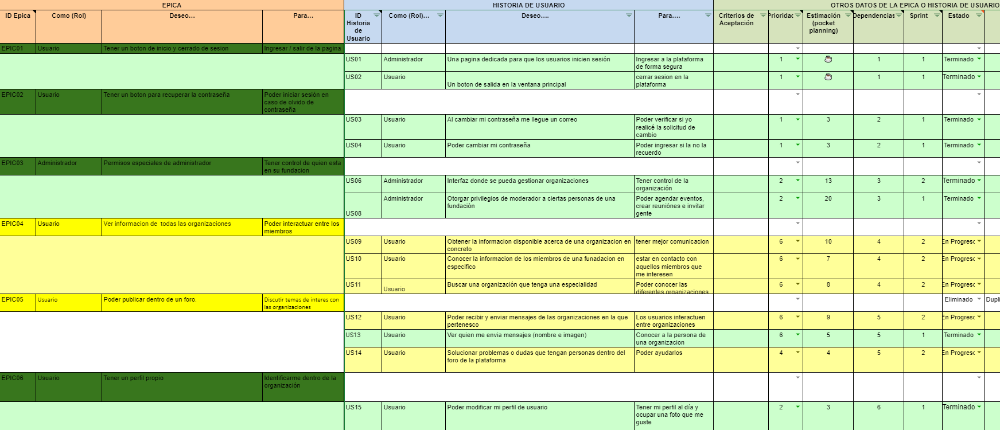 EPICA HISTORIA DE USUARIO OTROS DATOS DE LA EPICA O HISTORIA DE USUARIO
ID Epica Como (Rol) Deseo... Para... ID Historia de Usuario Como (Rol)... Deseo.... Para.... Criterios de Aceptación Prioridad Estimación (pocket planning) Dependencias Sprint Estado
EPIC01 Usuario Tener un boton de inicio y cerrado de sesion Ingresar / salir de la pagina
US01 Administrador Una pagina dedicada para que los usuarios inicien sesión Ingresar a la plataforma de forma segura 1 1 1 Terminado
US02 Usuario Un boton de salida en la ventana principal cerrar sesion en la plataforma 1 1 1 Terminado
EPIC02 Usuario Tener un boton para recuperar la contraseña Poder iniciar sesión en caso de olvido de contraseña
US03 Usuario Al cambiar mi contraseña me llegue un correo Poder verificar si yo realicé la solicitud de cambio 1 3 2 1 Terminado
US04 Usuario Poder cambiar mi contraseña Poder ingresar si la no la recuerdo 1 3 2 1 Terminado
EPIC03 Administrador Permisos especiales de administrador Tener control de quien esta en su fundacion
US06 Administrador Interfaz donde se pueda gestionar organizaciones Tener control de la organización 2 13 3 2 Terminado
US08 Administrador Otorgar privilegios de moderador a ciertas personas de una fundaciòn Poder agendar eventos, crear reuniónes e invitar gente 2 20 3 1 Terminado
EPIC04 Usuario Ver informacion de  todas las organizaciones Poder interactuar entre los miembros
US09 Usuario Obtener la informacion disponible acerca de una organizacion en concreto tener mejor comunicacion 6 10 4 2 En Progresc
US10 Usuario Conocer la informacion de los miembros de una funadacion en especifico estar en contacto con aquellos miembros que me interesen 6 7 4 2 En Progresc
US11 Usuario Buscar una organización que tenga una especialidad Poder conocer las diferentes organizaciones 6 8 4 2 En Progresc
EPIC05 Usuario Poder publicar dentro de un foro. Discutir temas de interes con las organizaciones Eliminado Dupli
US12 Usuario Poder recibir y enviar mensajes de las organizaciones en la que pertenesco Los usuarios interactuen entre organizaciones 6 9 5 2 En Progresc
US13 Usuario Ver quien me envia mensajes (nombre e imagen) Conocer a la persona de una organizacion 6 5 5 1 Terminado
US14 Usuario Solucionar problemas o dudas que tengan personas dentro del foro de la plataforma Poder ayudarlos 4 4 5 2 En Progresc
EPIC06 Usuario Tener un perfil propio Identificarme dentro de la organización
US15 Usuario Poder modificar mi perfil de usuario Tener mi perfil al día y ocupar una foto que me guste 2 3 6 1 Terminado